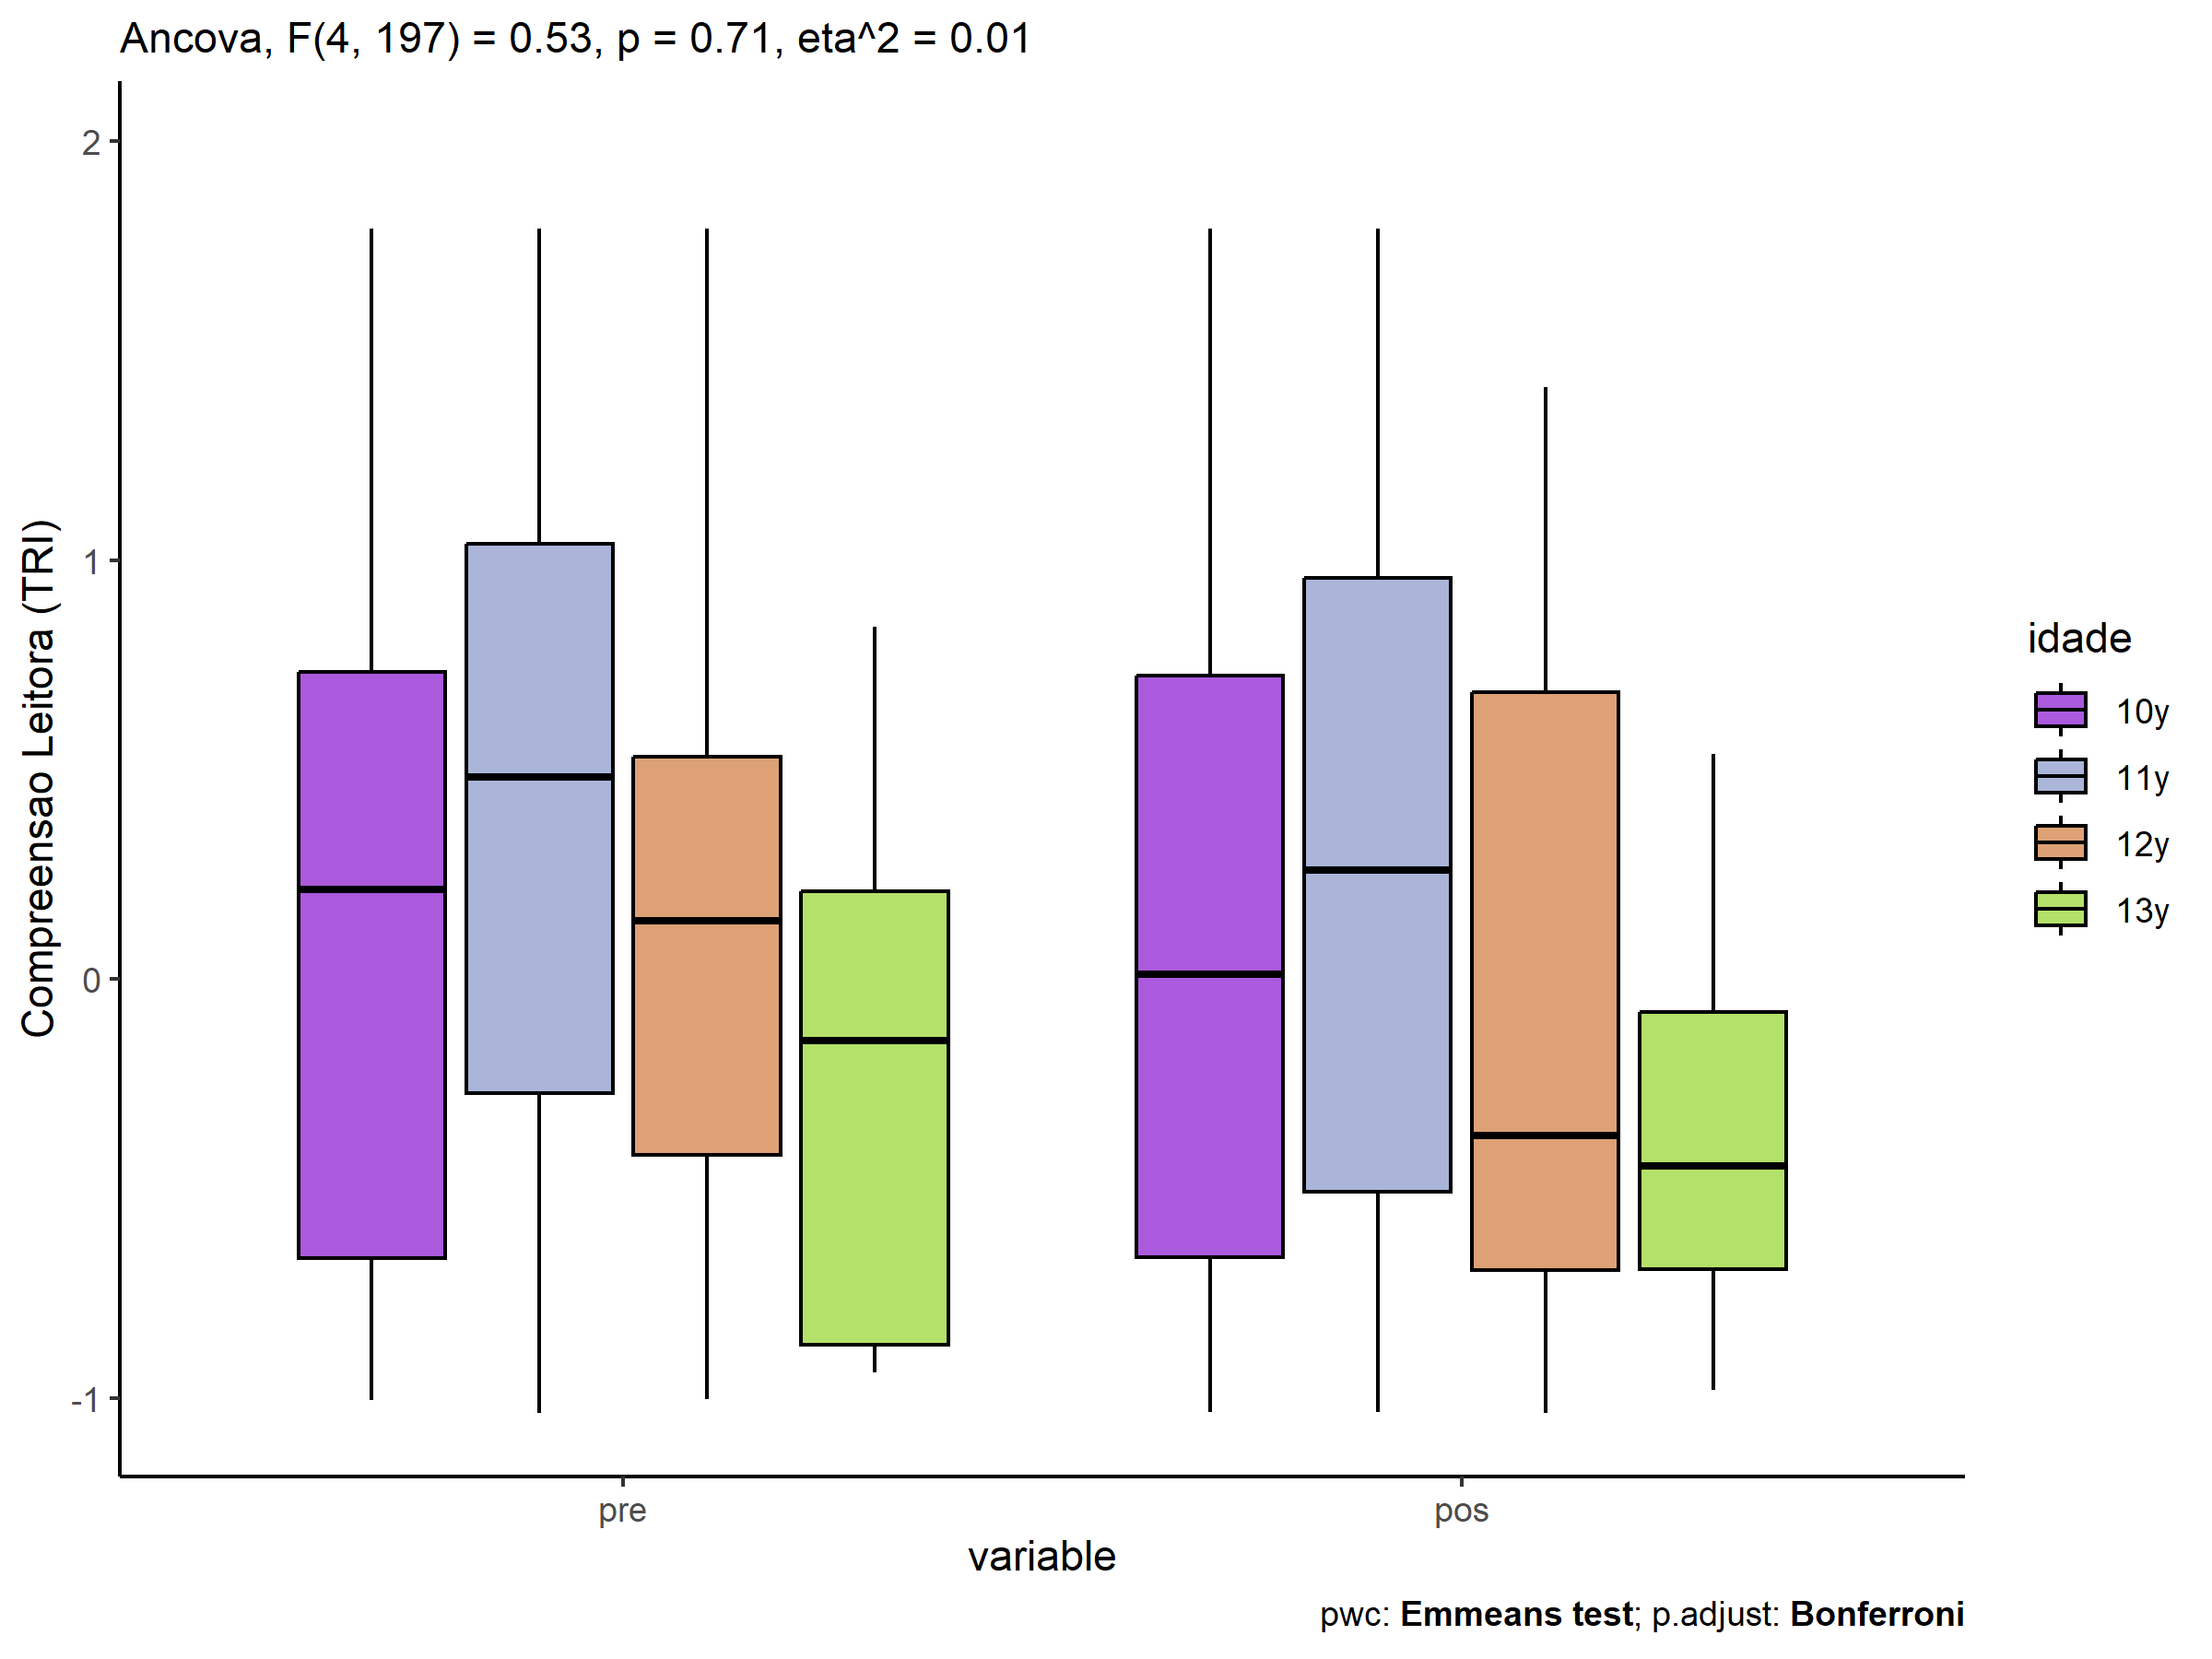 Ancova, F(4, 197) = 0.53, p = 0.71, eta^2 = 0.01
Compreensao Leitora (TRI)
2
1
0
-1
pre
pos
variable
idade
10y
11y
12y
13y
pwc: Emmeans test; p.adjust: Bonferroni